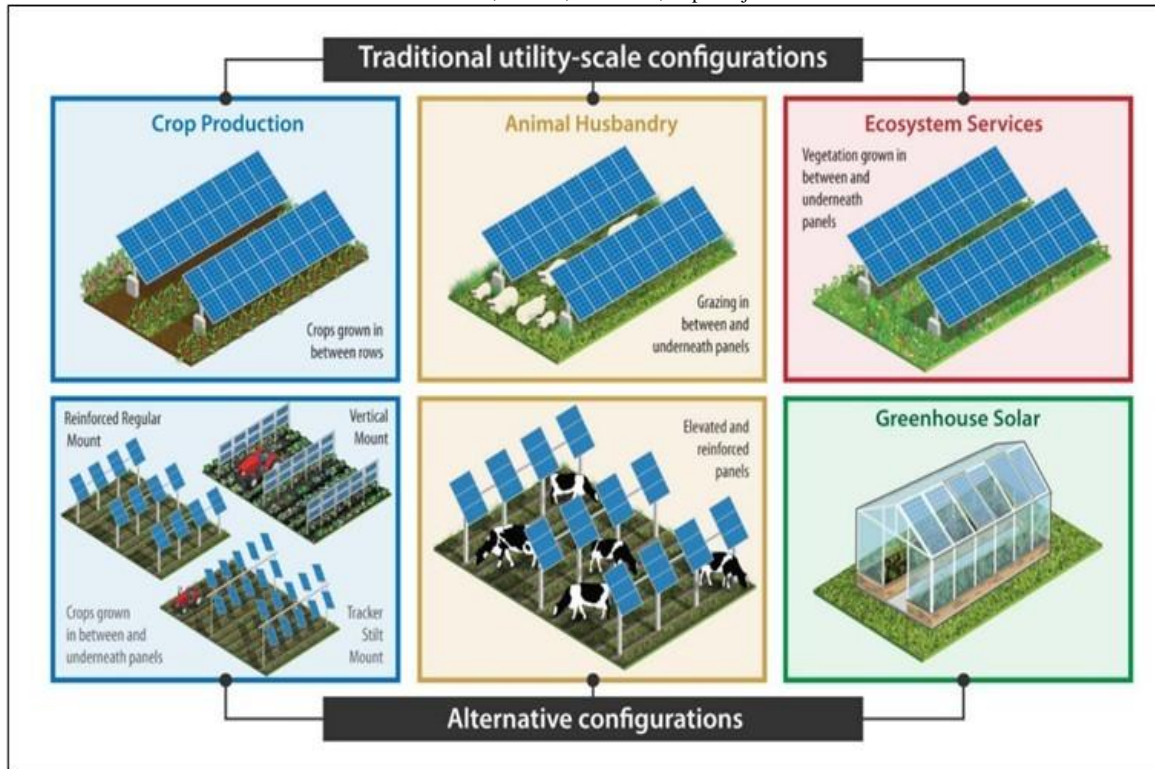 Traditional utility-scale configurations
Crop Production
Crops grown in
between rows
Animal Husbandry
Grazing in
between and
underneath panels
Ecosystem Services
Vegetation grown in
between and
underneath
panels
Reinforced Regular
Mount
Vertical
Mount
Crops grown
in between and
underneath panels
Tracker
Stilt
Mount
Elevated and
reinforced
panels
Greenhouse Solar
Alternative configurations